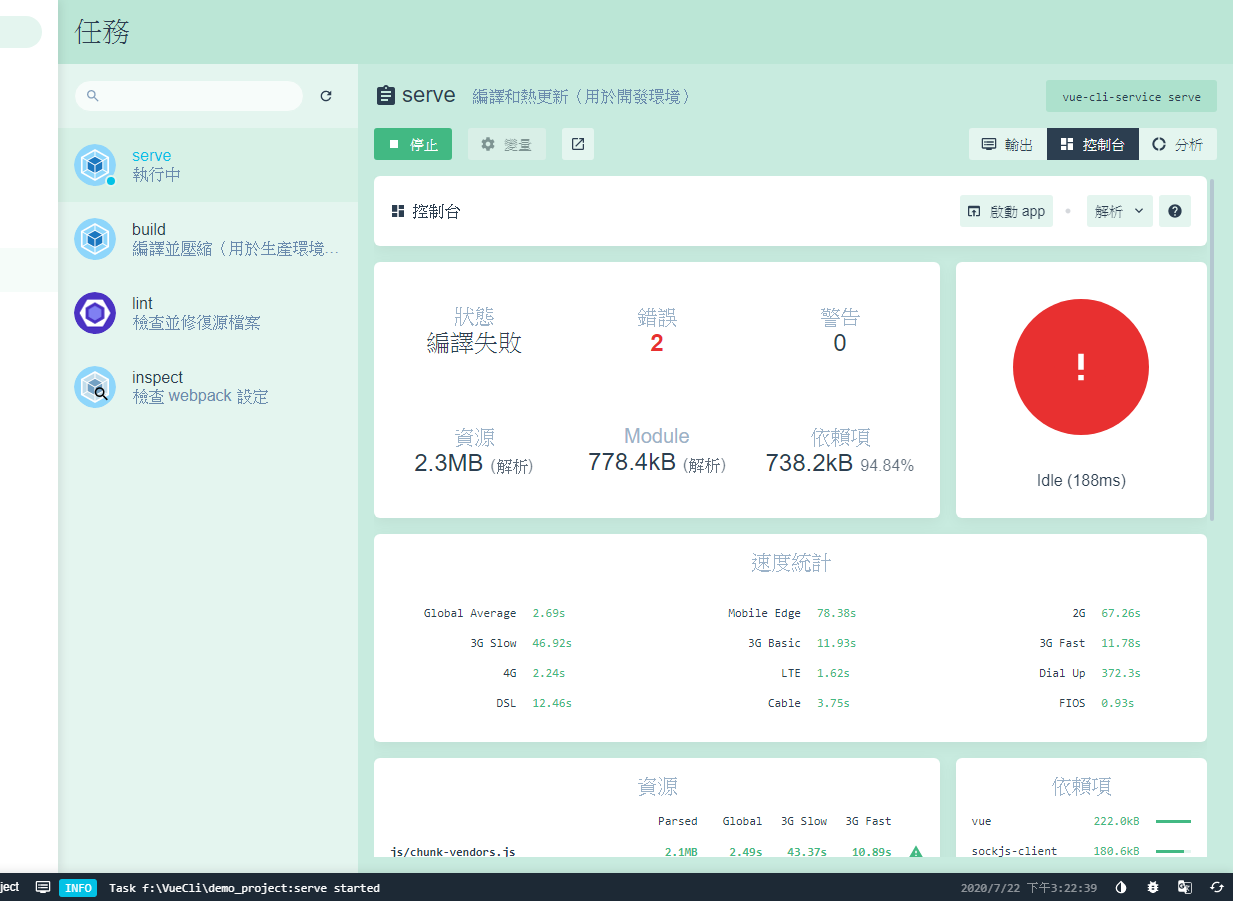 任務
serve
執行中
build
編譯並壓縮（用於生產環境…
lint
檢查並修復源檔案
inspect
檢查 webpack 設定
serve 編譯和熱更新（用於開發環境）
vue-cli-service serve
停止 變量
輸出 控制台 分析
控制台
啟動 app 解析
狀態 錯誤 警告
編譯失敗 2 0
資源 Module 依賴項
2.3MB (解析) 778.4kB (解析) 738.2kB 94.84%
Idle (188ms)
速度統計
Global Average 2.69s Mobile Edge 78.38s 2G 67.26s
3G Slow 46.92s 3G Basic 11.93s 3G Fast 11.78s
4G 2.24s LTE 1.62s Dial Up 372.3s
DSL 12.46s Cable 3.75s FIOS 0.93s
資源
Parsed Global 3G Slow 3G Fast
js/chunk-vendors.js 2.1MB 2.49s 43.37s 10.89s
依賴項
vue 222.0kB
sockjs-client 180.6kB
ject INFO Task f:\VueCli\demo_project:serve started 2020/7/22 下午3:22:39